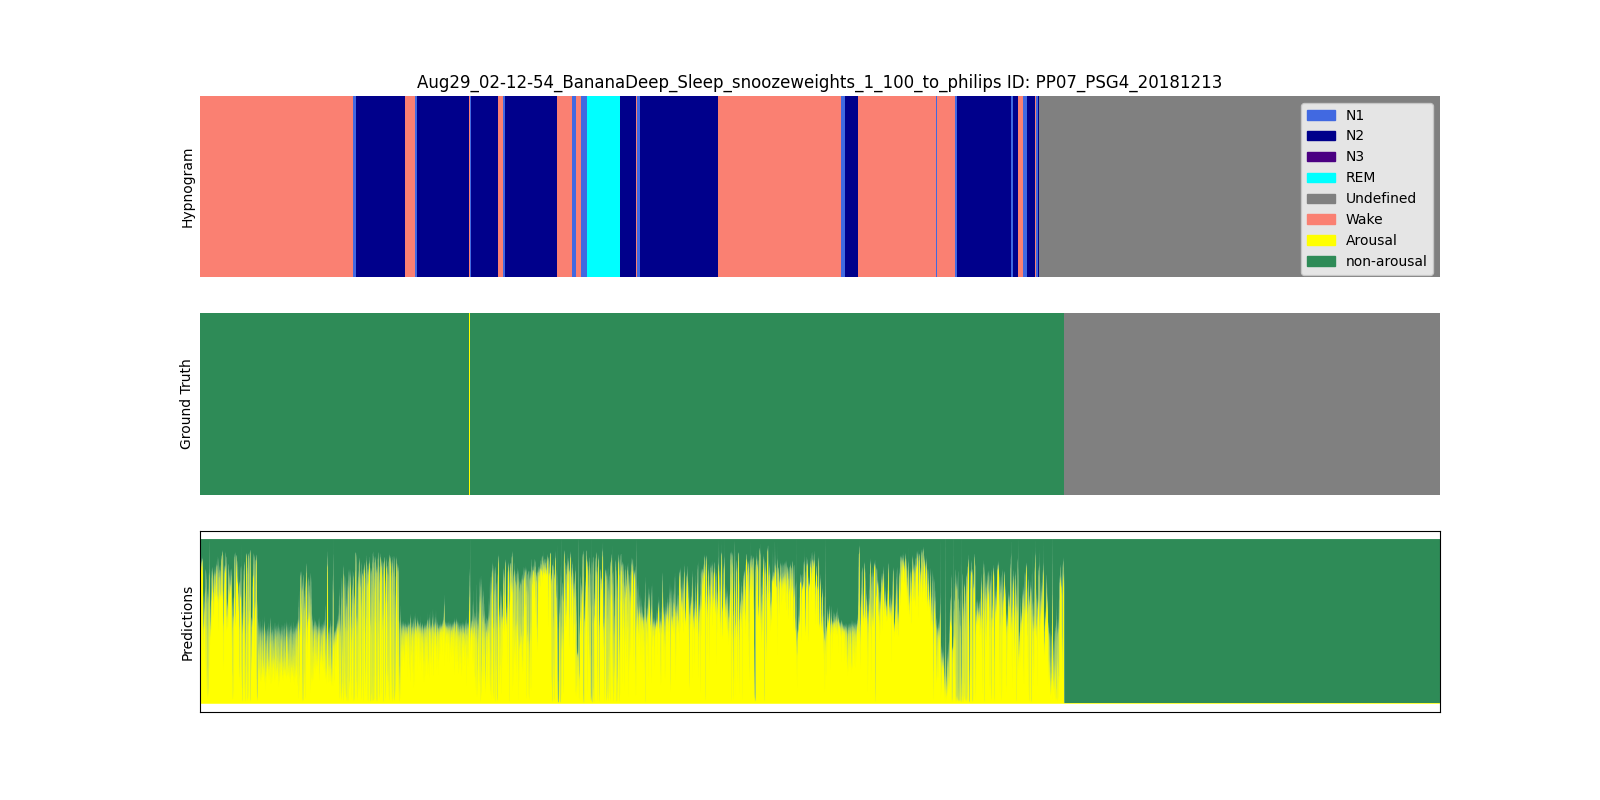 Aug29_02-12-54_BananaDeep_Sleep_snoozeweights_1_100_to_philips ID: PP07_PSG4_20181213
Hypnogram
N1
N2
N3
REM
Undefined
Wake
Arousal
non-arousal
Ground Truth
Predictions